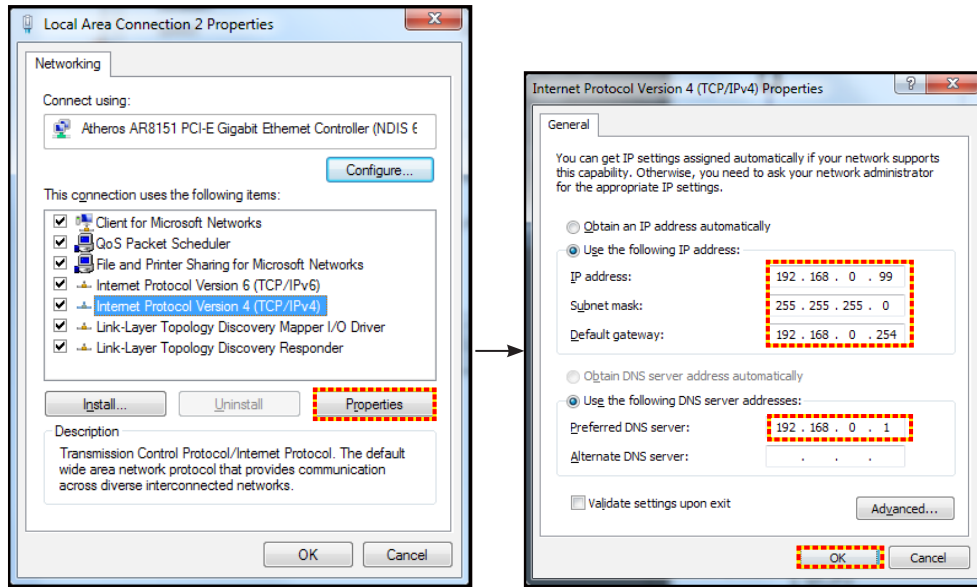 Local Area Connection 2 Properties
Networking
Connect using:
Atheros AR8151 PCI-E Gigabit Ethernet Controller (NDIS 6
Configure...
This connection uses the following items:
Client for Microsoft Networks
QoS Packet Scheduler
File and Printer Sharing for Microsoft Networks
Internet Protocol Version 6 (TCP/IPv6)
Internet Protocol Version 4 (TCP/IPv4)
Link-Layer Topology Discovery Mapper I/O Driver
Link-Layer Topology Discovery Responder
Install...
Uninstall
Properties
Description
Transmission Control Protocol/Internet Protocol. The default
wide area network protocol that provides communication
across diverse interconnected networks.
OK
Cancel
Internet Protocol Version 4 (TCP/IPv4) Properties
?
General
You can get IP settings assigned automatically if your network supports
this capability. Otherwise, you need to ask your network administrator
for the appropriate IP settings.
Obtain an IP address automatically
Use the following IP address:
IP address: 192 . 168 . 0 . 99
Subnet mask: 255 . 255 . 255 . 0
Default gateway: 192 . 168 . 0 . 254
Obtain DNS server address automatically
Use the following DNS server addresses:
Preferred DNS server: 192 . 168 . 0 . 1
Alternate DNS server: . . .
Validate settings upon exit
Advanced...
OK
Cancel